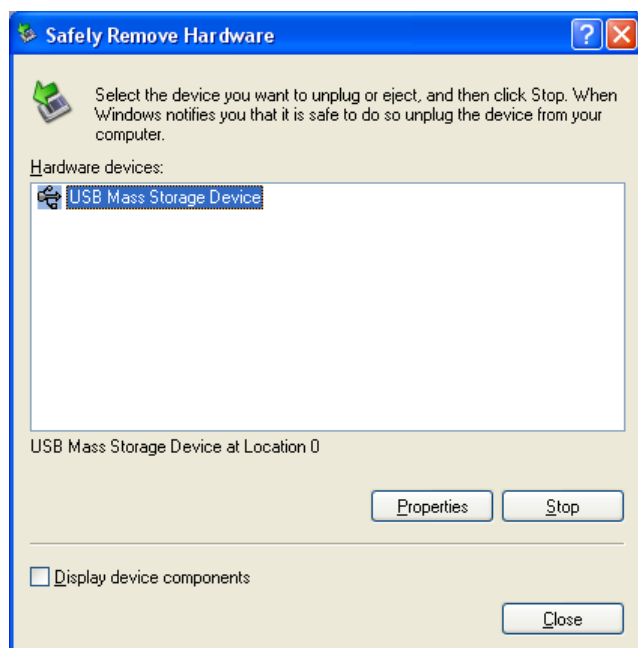 Safely Remove Hardware
Select the device you want to unplug or eject, and then click Stop. When
Windows notifies you that it is safe to do so unplug the device from your
computer.
Hardware devices:
USB Mass Storage Device
USB Mass Storage Device at Location 0
Properties Stop
Display device components
Close